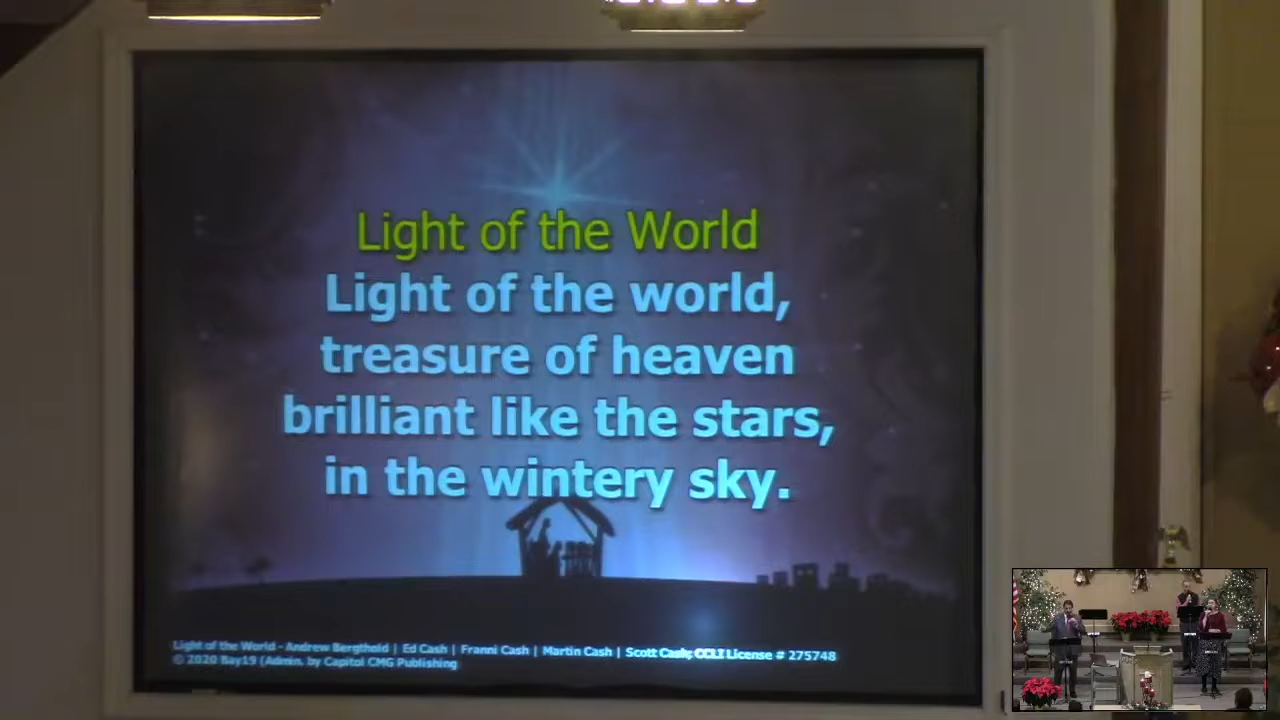 Light of the World
Light of the world,
treasure of heaven
brilliant like the stars,
in the wintery sky.
Light of the World - Andrew Bergthold | Ed Cash | Franni Cash | Martin Cash | Scott Cash; CCLI License # 275748
© 2020 Bay19 (Admin. by Capitol CMG Publishing